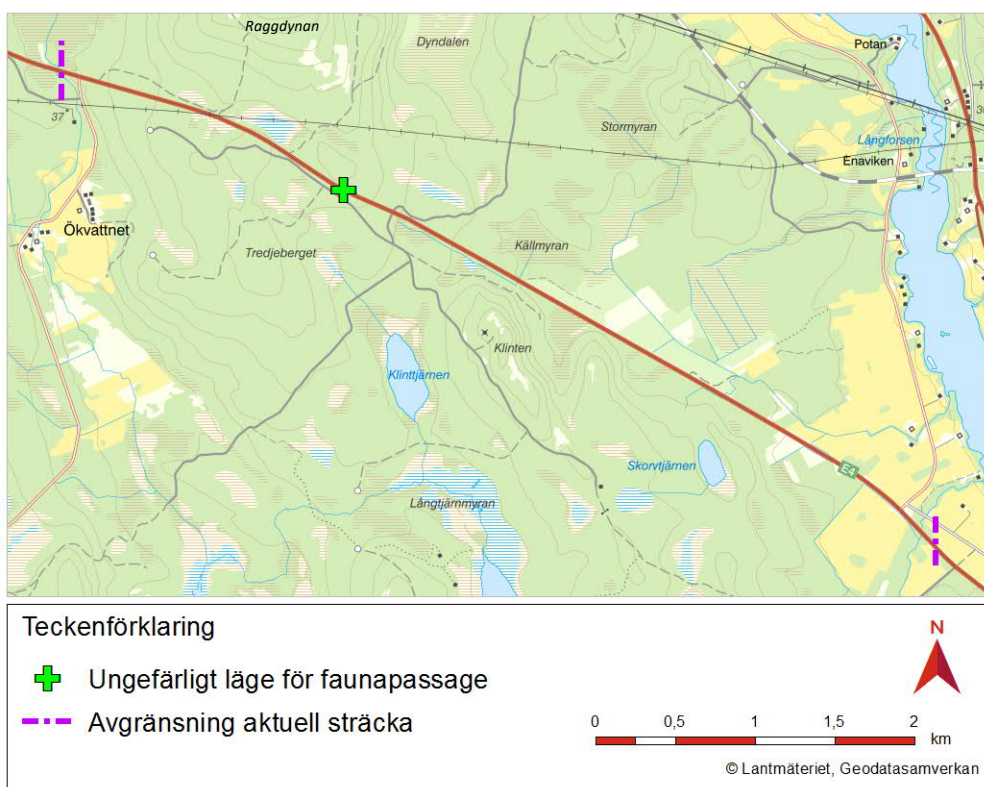 Raggdynan
Dyndalen
Potan
37
Stormyran
Långforsen
Enaviken
Ökvattnet
Tredjeberget
Källmyran
Klinten
Klinttjärnen
Skorvtjärnen
E4
Långtjärnmyran
Teckenförklaring
Ungefärligt läge för faunapassage
Avgränsning aktuell sträcka
N
0 0,5 1 1,5 2
km
© Lantmäteriet, Geodatasamverkan